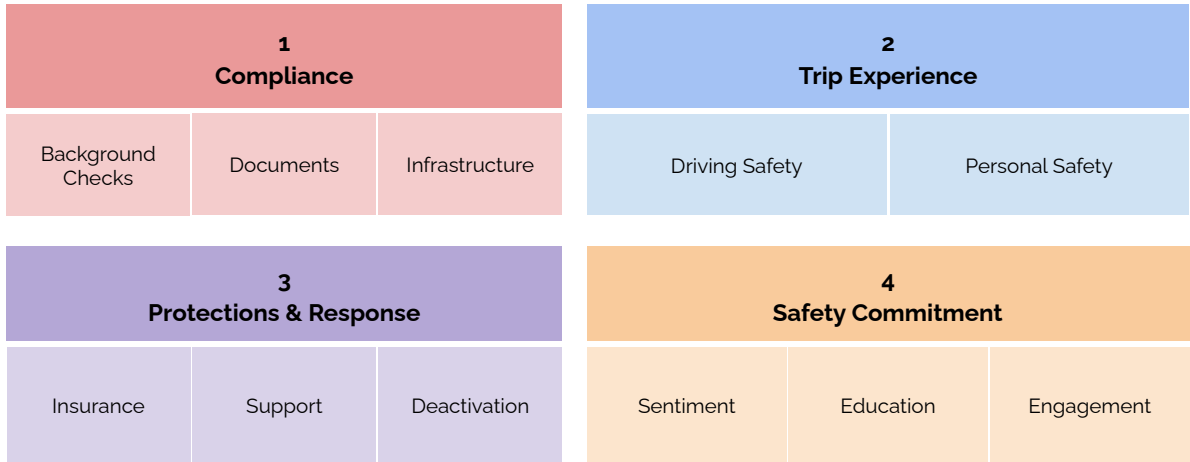 1
Compliance
Background
Checks
Documents
Infrastructure
2
Trip Experience
Driving Safety
Personal Safety
3
Protections & Response
Insurance
Support
Deactivation
4
Safety Commitment
Sentiment
Education
Engagement